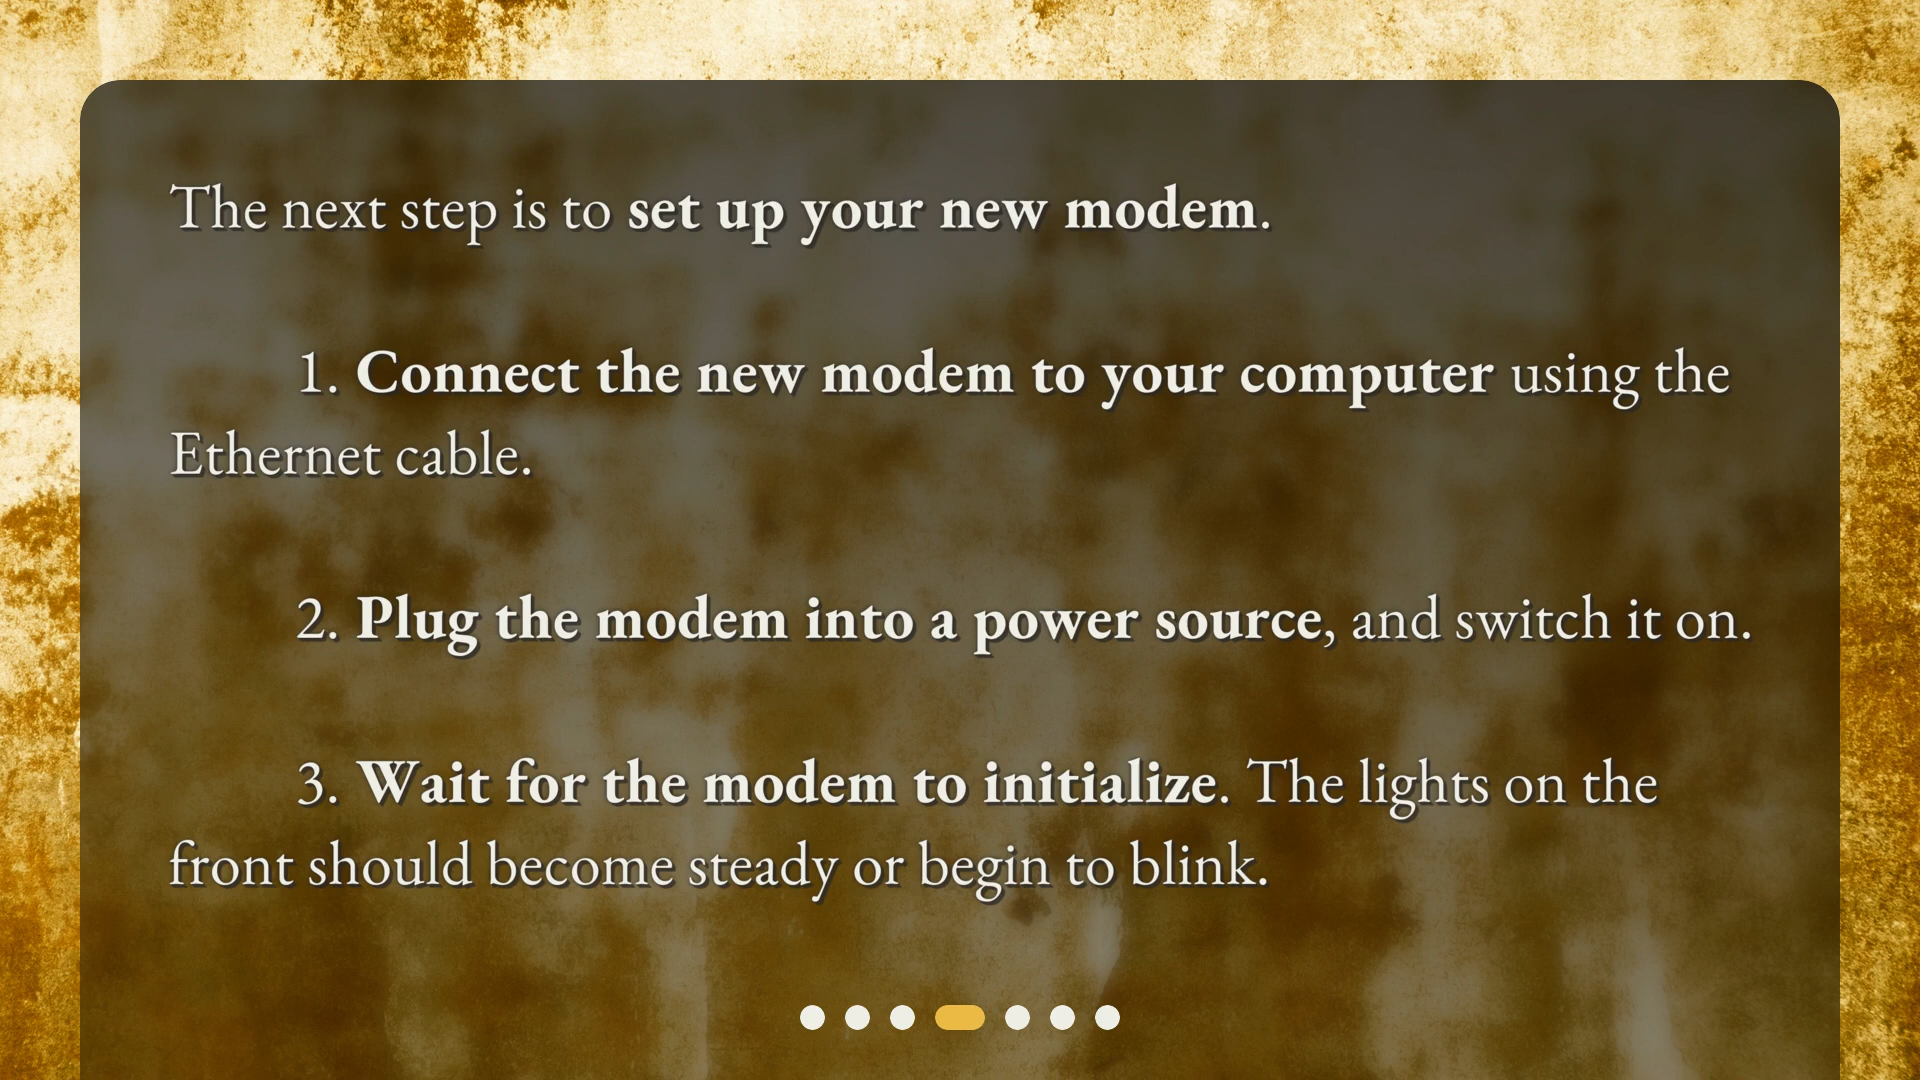 The next step is to set up your new modem.
1. Connect the new modem to your computer using the
Ethernet cable.
2. Plug the modem into a power source, and switch it on.
3. Wait for the modem to initialize. The lights on the
front should become steady or begin to blink.